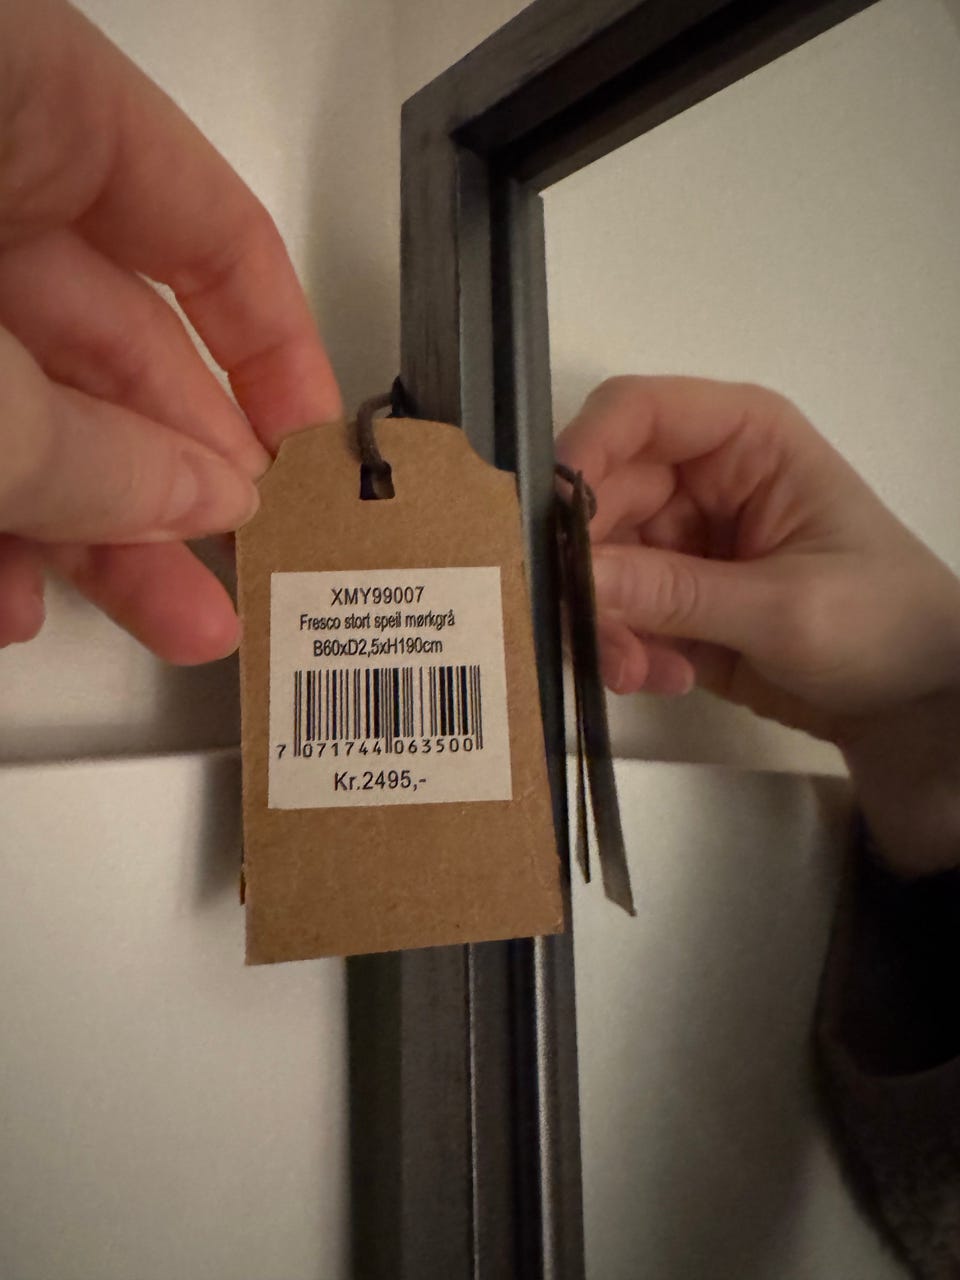 XMY99007
Fresco stort speil mørkgrå
B60xD2,5xH190cm
7 071744 063500
Kr.2495,-